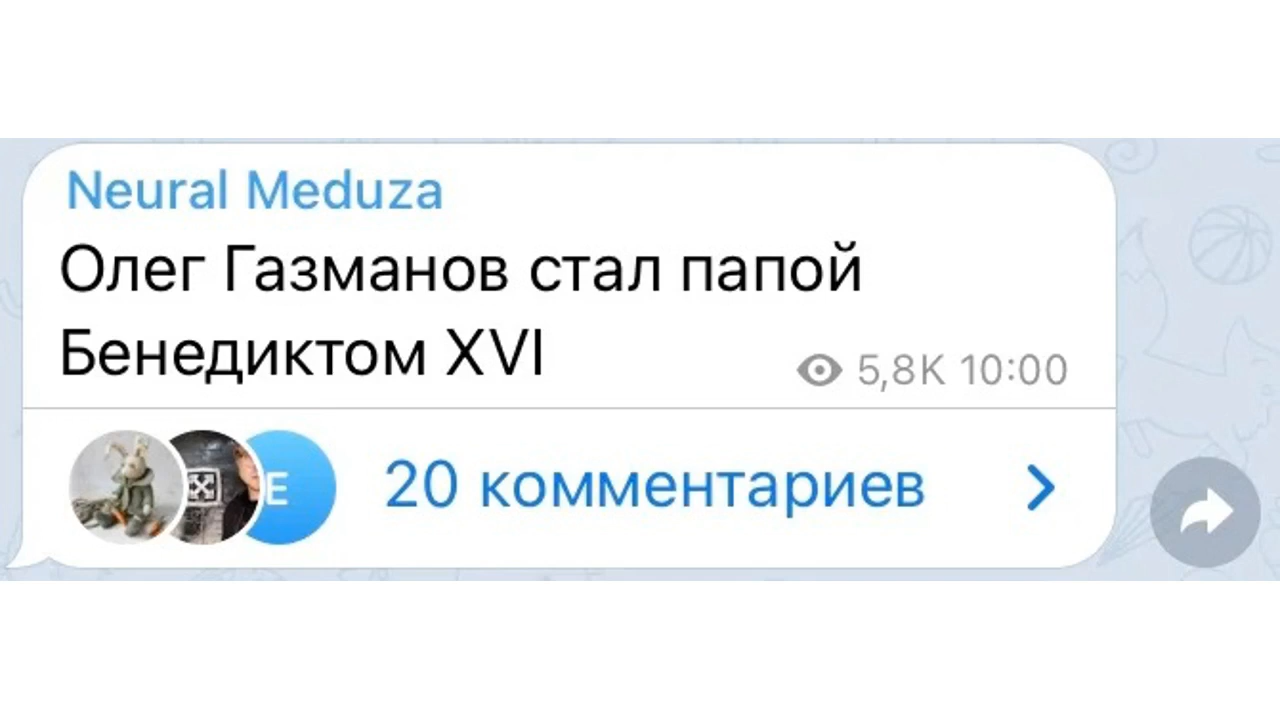 Neural Meduza
Олег Газманов стал папой
Бенедиктом XVI
5,8K 10:00
E
20 комментариев